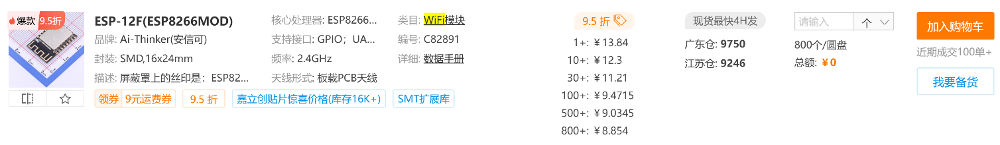 爆款 9.5折
ESP-12F(ESP8266MOD)
品牌: Ai-Thinker(安信可)
封装: SMD,16x24mm
描述: 屏蔽罩上的丝印是：ESP82...
核心处理器: ESP8266...
支持接口: GPIO；UA...
频率: 2.4GHz
天线形式: 板载PCB天线
类目: WiFi模块
编号: C82891
详细: 数据手册
领券 9元运费券
9.5 折
嘉立创贴片惊喜价格(库存16K+)
SMT扩展库
9.5 折
1+: ￥13.84
10+: ￥12.3
30+: ￥11.21
100+: ￥9.4715
500+: ￥9.0345
800+: ￥8.854
现货最快4H发
广东仓: 9750
江苏仓: 9246
请输入 个
800个/圆盘
总额: ￥0
加入购物车
近期成交100单+
我要备货